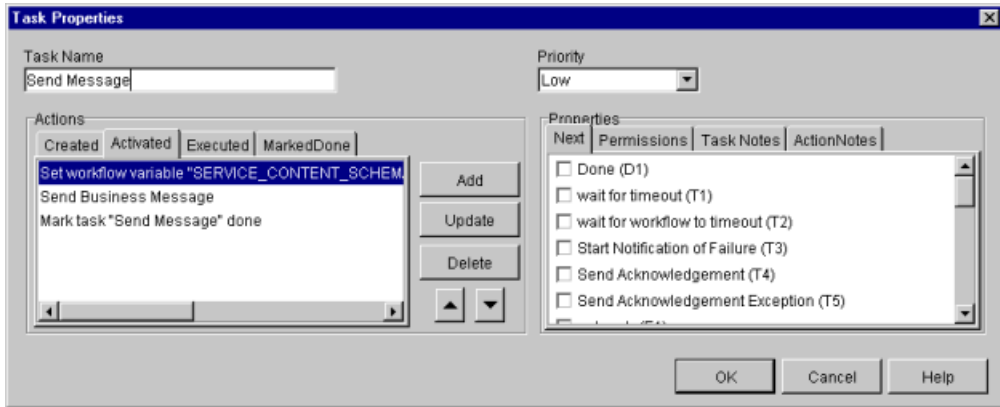 Task Properties
Task Name
Priority
Send Message
Low
Actions
Properties
Created Activated Executed MarkedDone
Next Permissions Task Notes ActionNotes
Set workflow variable "SERVICE_CONTENT_SCHEM
Send Business Message
Mark task "Send Message" done
Add
Update
Delete
Done (D1)
wait for timeout (T1)
wait for workflow to timeout (T2)
Start Notification of Failure (T3)
Send Acknowledgement (T4)
Send Acknowledgement Exception (T5)
OK
Cancel
Help